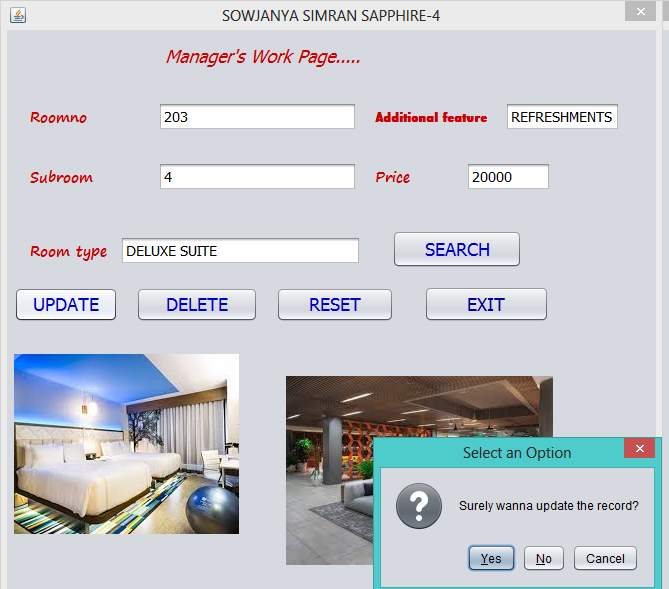 SOWJANYA SIMRAN SAPPHIRE-4
Manager's Work Page.....
Roomno 203 Additional feature REFRESHMENTS
Subroom 4 Price 20000
Room type DELUXE SUITE SEARCH
UPDATE DELETE RESET EXIT
Select an Option
Surely wanna update the record?
Yes No Cancel